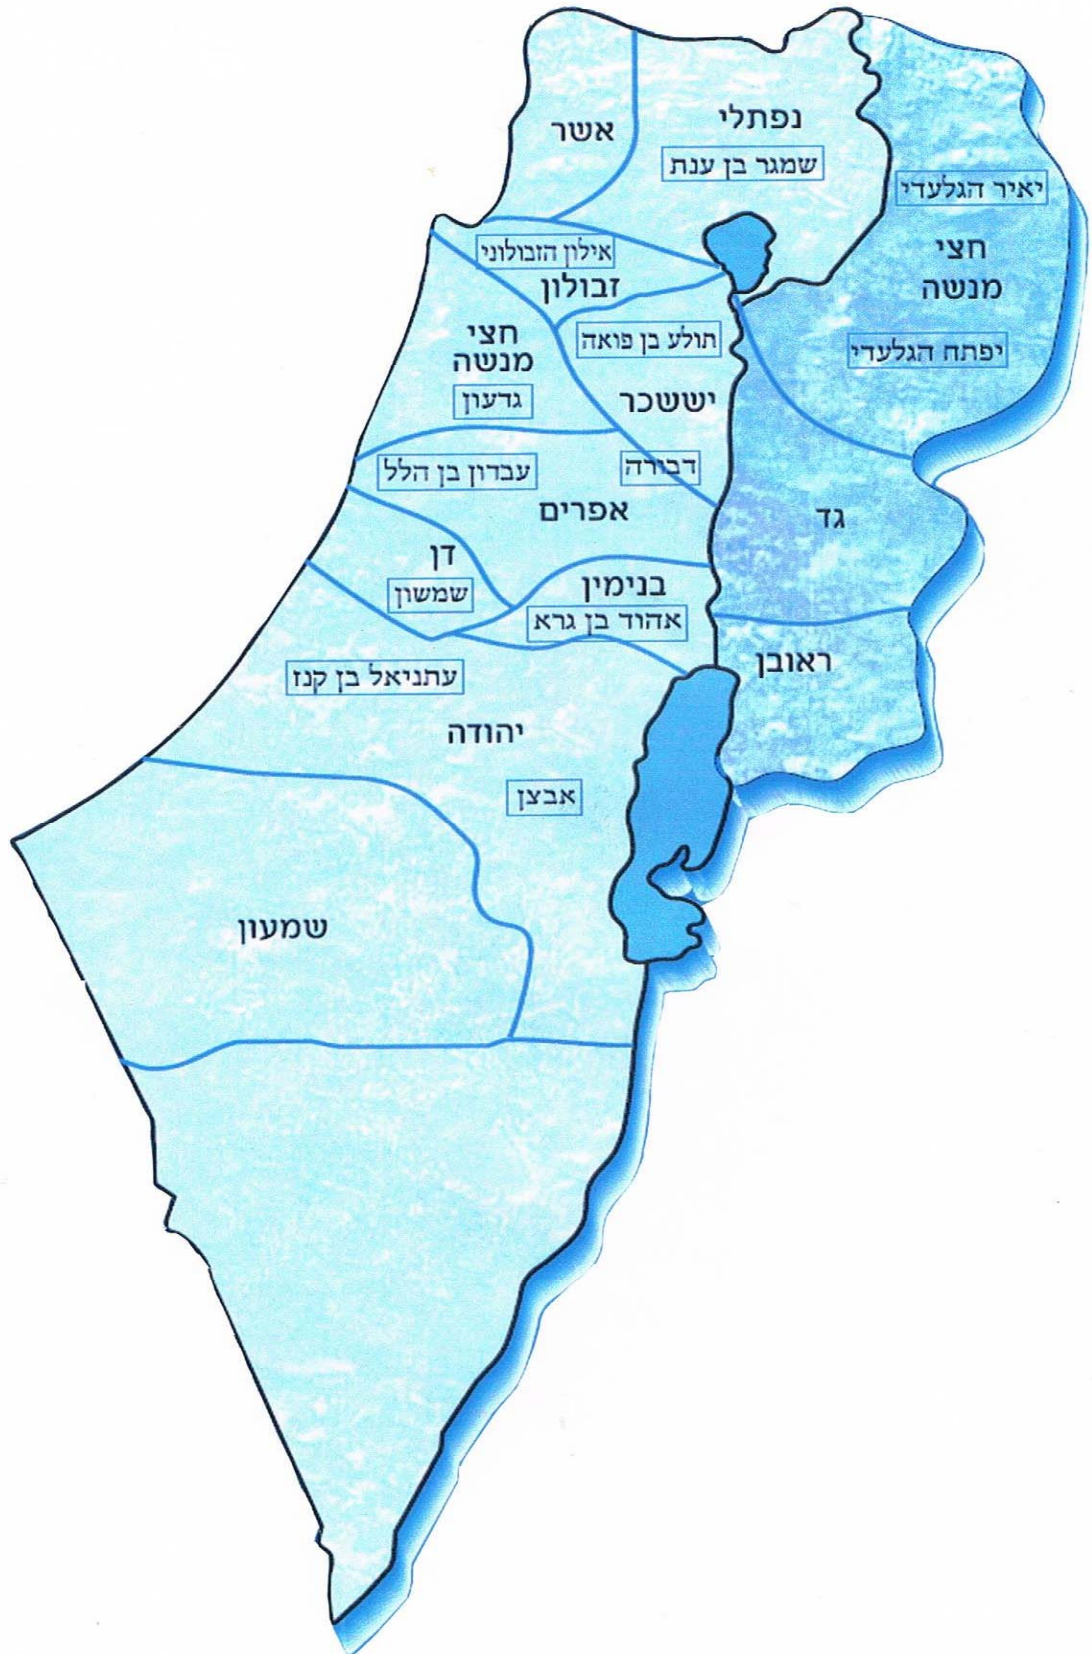 נפתלי
אשר
שמגר בן ענת
יאיר הגלעדי
חצי
מנשה
אילון הזבולוני
זבולון
יפתח הגלעדי
תולע בן פואה
חצי
מנשה
גדעון
יששכר
דבורה
עבדון בן הלל
אפרים
גד
דן
שמשון
בנימין
אהוד בן גרא
ראובן
עתניאל בן קנז
יהודה
אבצן
שמעון